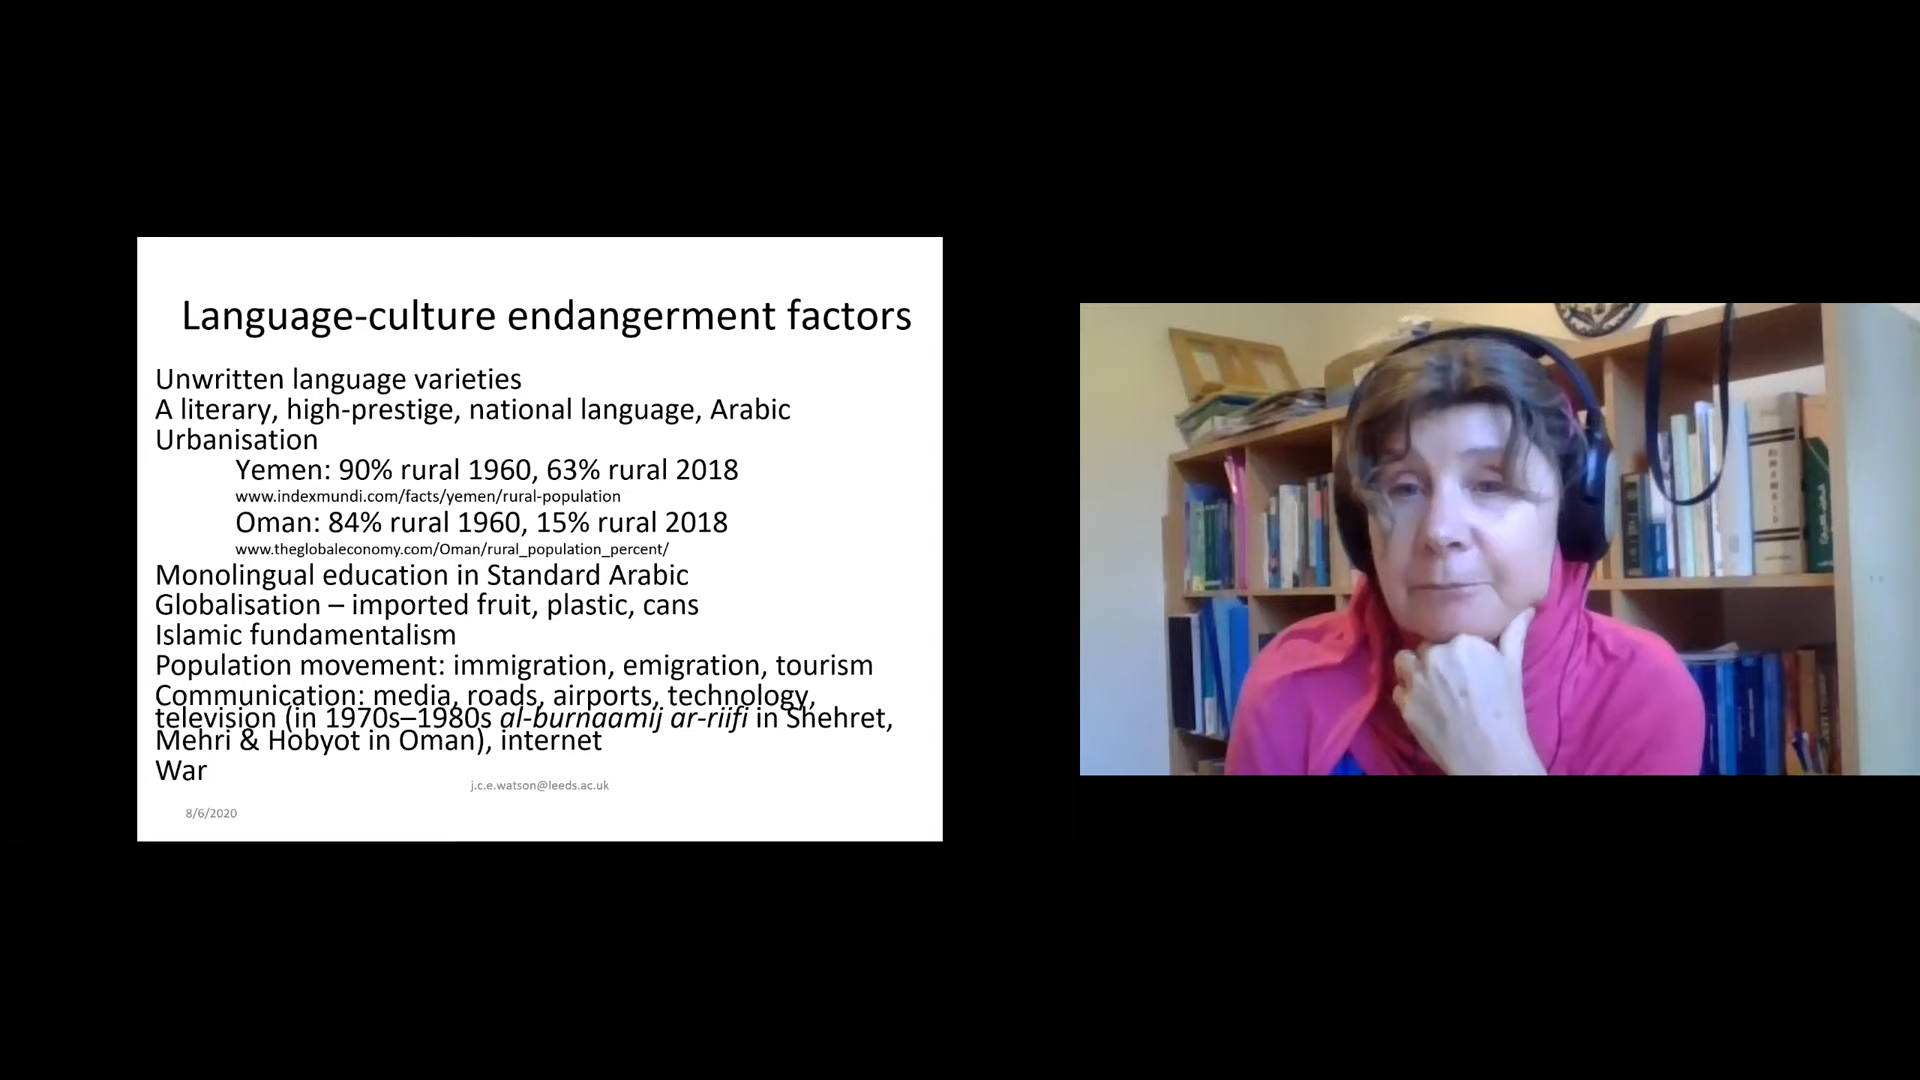 Language-culture endangerment factors
Unwritten language varieties
A literary, high-prestige, national language, Arabic
Urbanisation
Yemen: 90% rural 1960, 63% rural 2018
www.indexmundi.com/facts/yemen/rural-population
Oman: 84% rural 1960, 15% rural 2018
www.theglobaleconomy.com/Oman/rural_population_percent/
Monolingual education in Standard Arabic
Globalisation – imported fruit, plastic, cans
Islamic fundamentalism
Population movement: immigration, emigration, tourism
Communication: media, roads, airports, technology,
television (in 1970s–1980s al-burnaamij ar-riifi in Shehret,
Mehri & Hobyot in Oman), internet
War
j.c.e.watson@leeds.ac.uk
8/6/2020